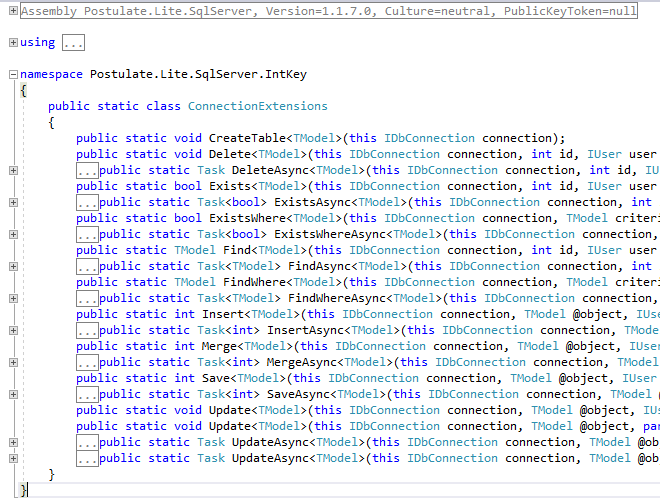 Assembly Postulate.Lite.SqlServer, Version=1.1.7.0, Culture=neutral, PublicKeyToken=null
using ...
namespace Postulate.Lite.SqlServer.IntKey
{
public static class ConnectionExtensions
{
public static void CreateTable<TModel>(this IDbConnection connection);
public static void Delete<TModel>(this IDbConnection connection, int id, IUser user
...public static Task DeleteAsync<TModel>(this IDbConnection connection, int id, IU
public static bool Exists<TModel>(this IDbConnection connection, int id, IUser user
...public static Task<bool> ExistsAsync<TModel>(this IDbConnection connection, int
public static bool ExistsWhere<TModel>(this IDbConnection connection, TModel criteri
...public static Task<bool> ExistsWhereAsync<TModel>(this IDbConnection connection,
public static TModel Find<TModel>(this IDbConnection connection, int id, IUser user
...public static Task<TModel> FindAsync<TModel>(this IDbConnection connection, int
public static TModel FindWhere<TModel>(this IDbConnection connection, TModel criteri
...public static Task<TModel> FindWhereAsync<TModel>(this IDbConnection connection,
public static int Insert<TModel>(this IDbConnection connection, TModel @object, IUse
...public static Task<int> InsertAsync<TModel>(this IDbConnection connection, TMode
public static int Merge<TModel>(this IDbConnection connection, TModel @object, IUser
...public static Task<int> MergeAsync<TModel>(this IDbConnection connection, TModel
public static int Save<TModel>(this IDbConnection connection, TModel @object, IUser
...public static Task<int> SaveAsync<TModel>(this IDbConnection connection, TModel @
public static void Update<TModel>(this IDbConnection connection, TModel @object, IUs
public static void Update<TModel>(this IDbConnection connection, TModel @object, par
...public static Task UpdateAsync<TModel>(this IDbConnection connection, TModel @ob
...public static Task UpdateAsync<TModel>(this IDbConnection connection, TModel @ob
}
}